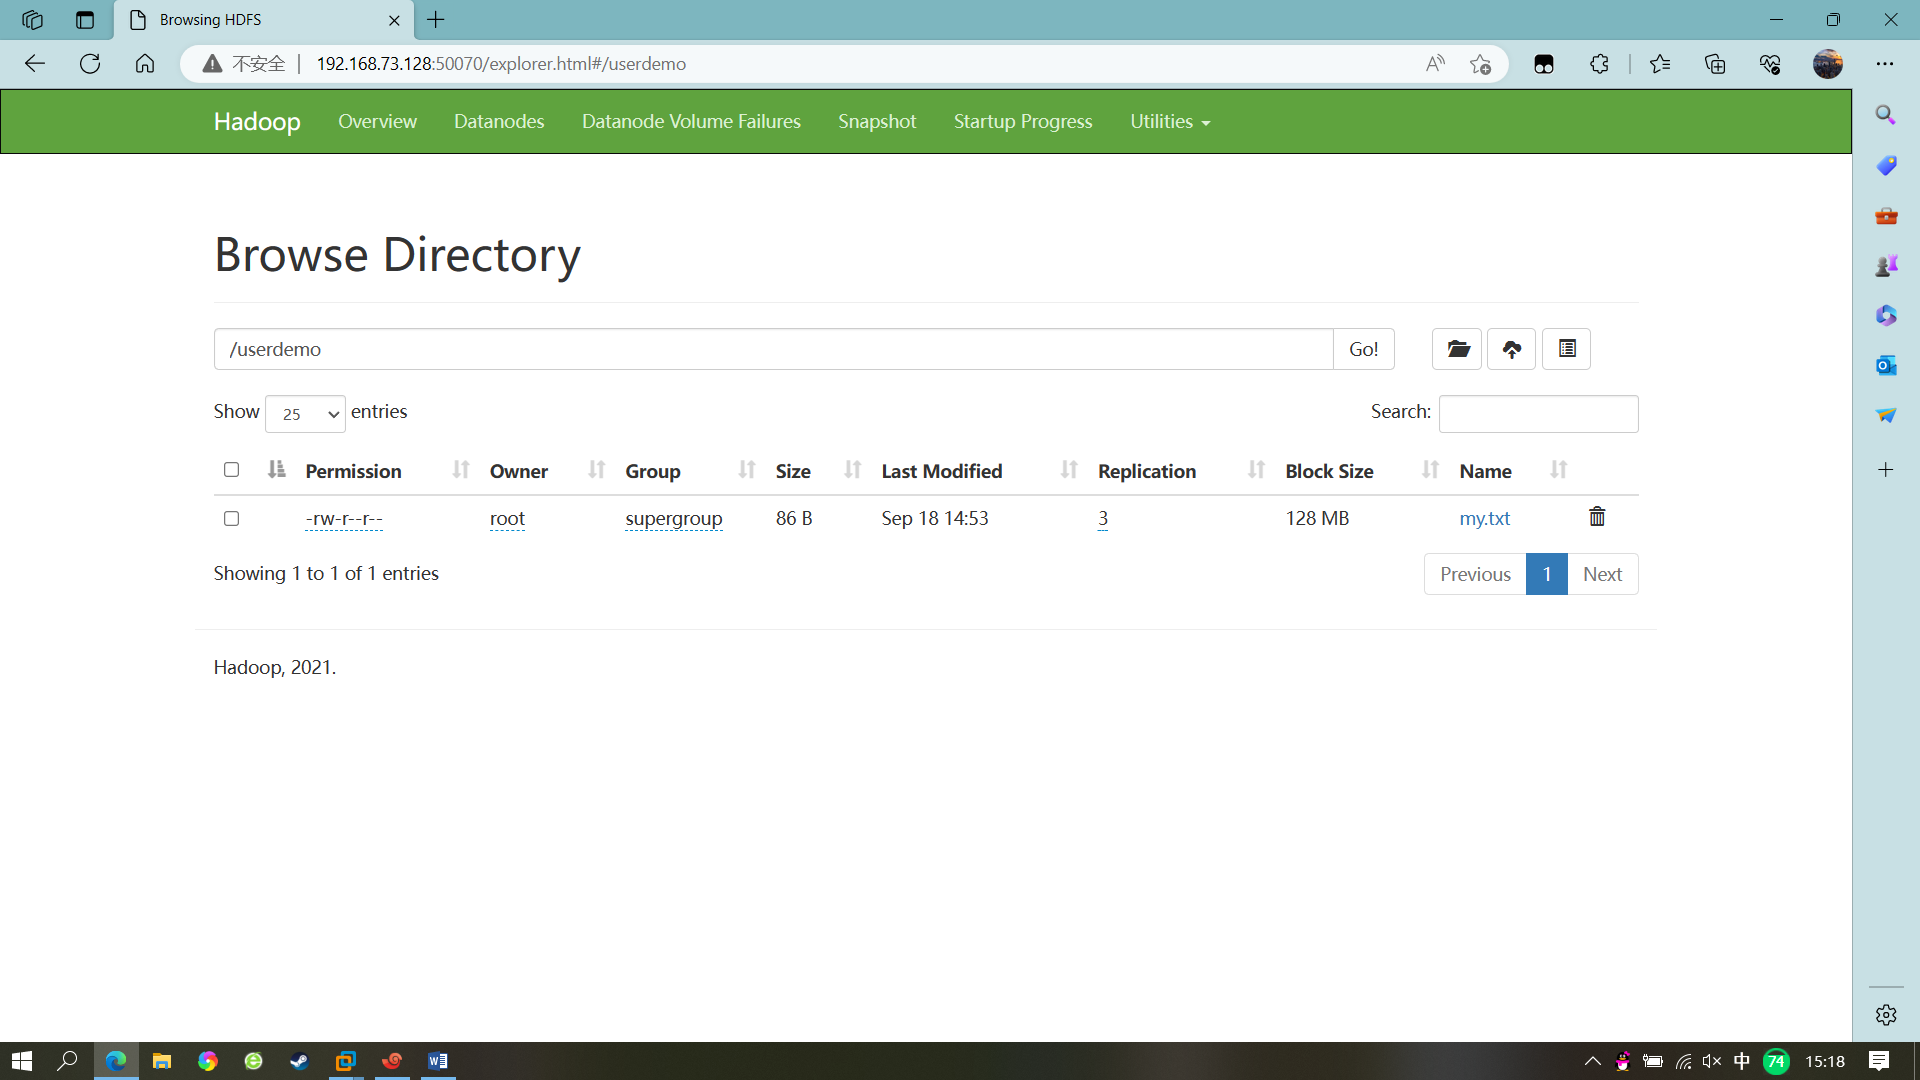 Browsing HDFS
不安全 192.168.73.128:50070/explorer.html#/userdemo
Hadoop Overview Datanodes Datanode Volume Failures Snapshot Startup Progress Utilities
Browse Directory
/userdemo Go!
Show 25 entries Search:
Permission Owner Group Size Last Modified Replication Block Size Name
-rw-r--r-- root supergroup 86 B Sep 18 14:53 3 128 MB my.txt
Showing 1 to 1 of 1 entries Previous 1 Next
Hadoop, 2021.
中 74 15:18